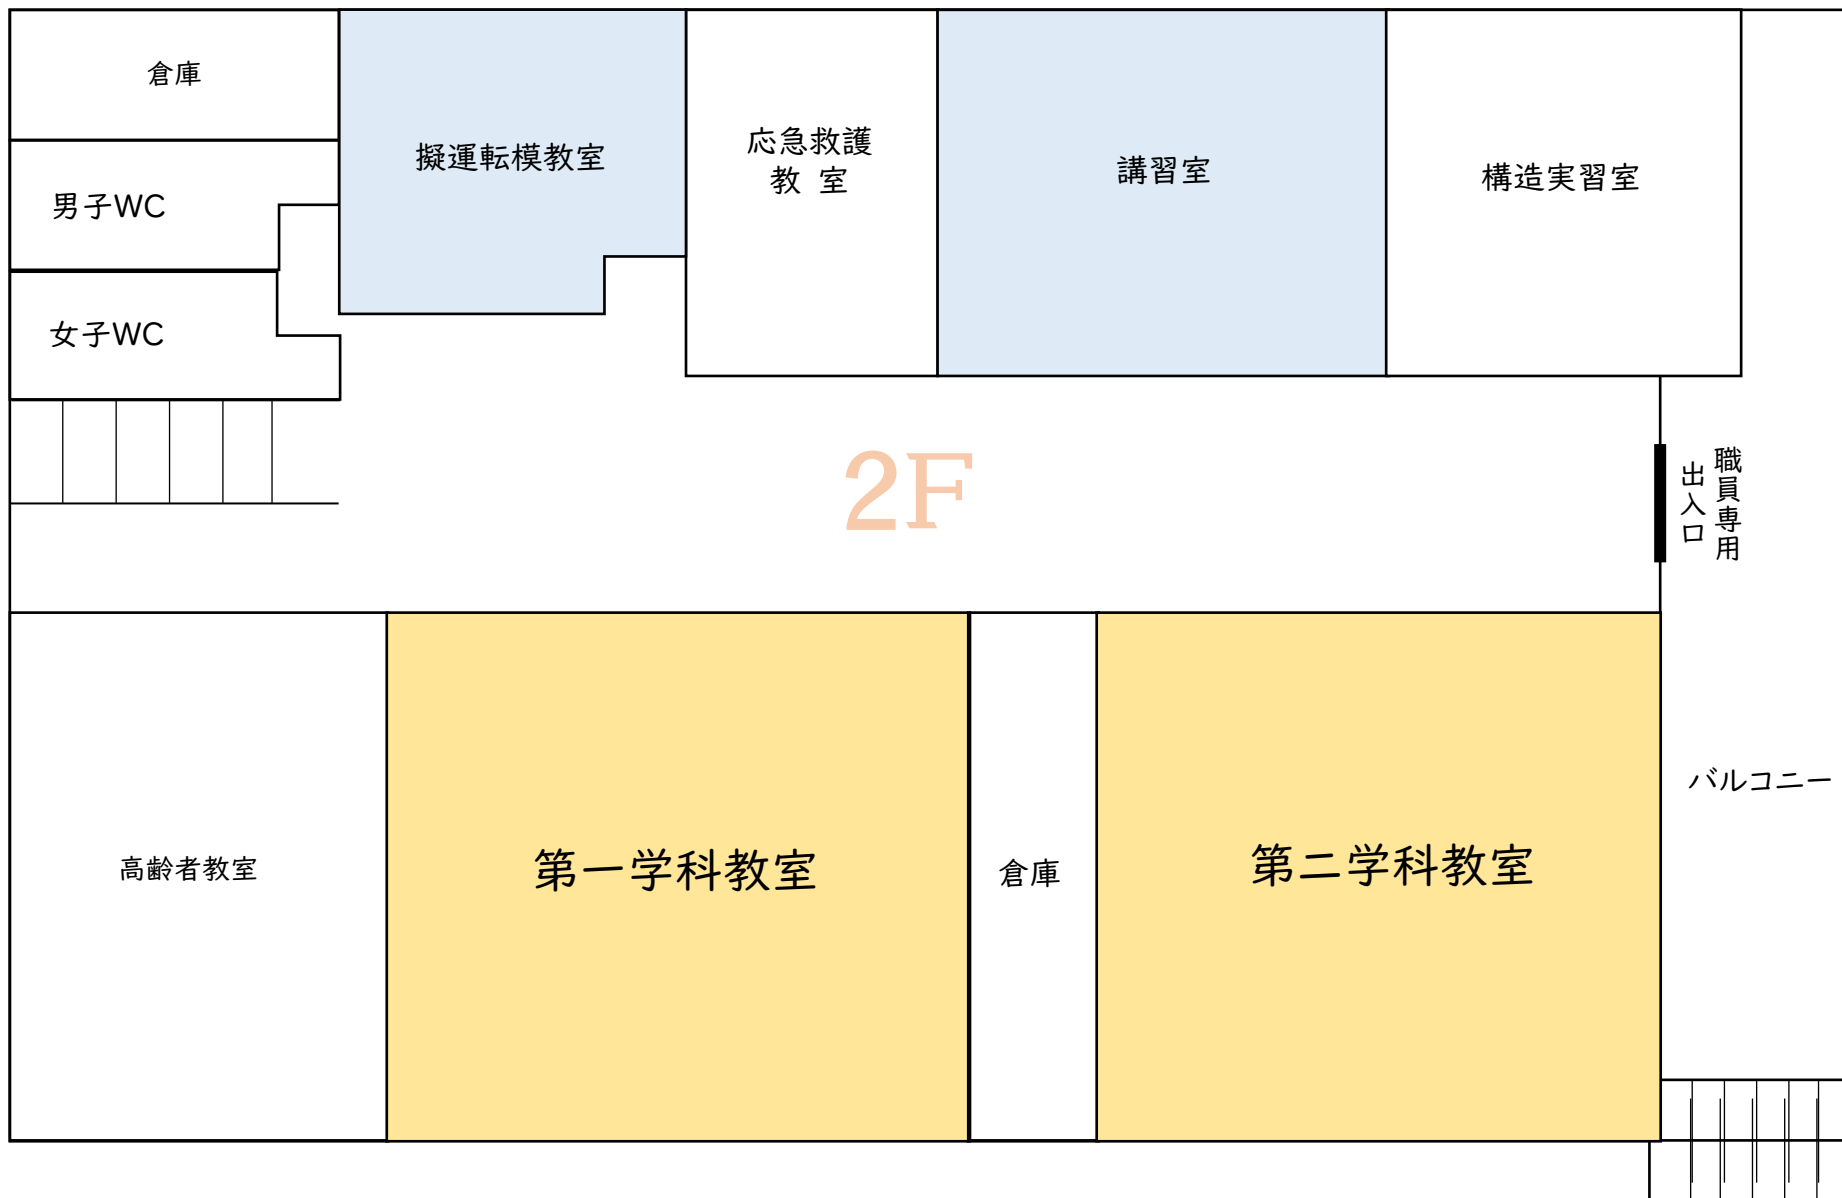 倉庫
擬運転模教室
応急救護
教 室
講習室
構造実習室
男子WC
女子WC
2F
職員専用
出入口
バルコニー
高齢者教室
第一学科教室
倉庫
第二学科教室